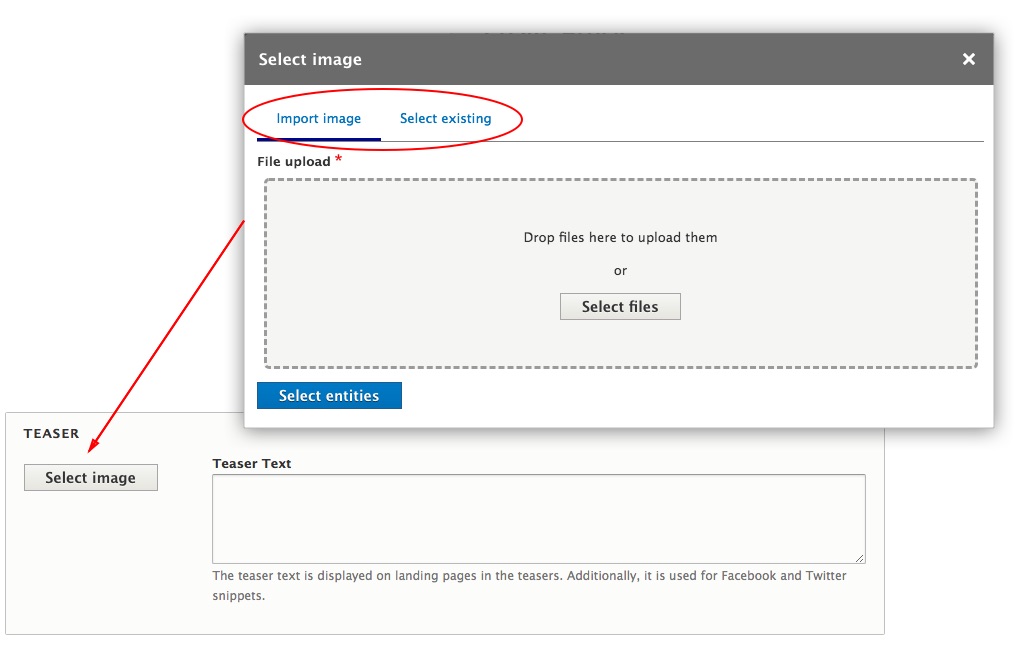 Select image
×
Import image Select existing
File upload *
Drop files here to upload them
or
Select files
Select entities
TEASER
Select image
Teaser Text
The teaser text is displayed on landing pages in the teasers. Additionally, it is used for Facebook and Twitter
snippets.